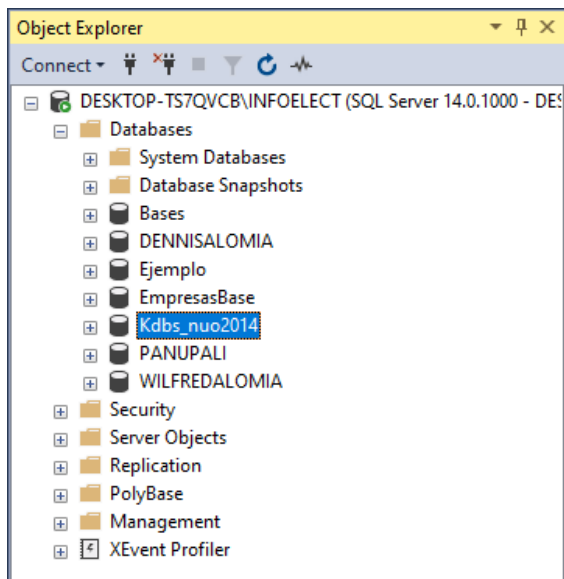 Object Explorer
Connect
DESKTOP-TS7QVCB\INFOELECT (SQL Server 14.0.1000 - DES
Databases
System Databases
Database Snapshots
Bases
DENNISALOMIA
Ejemplo
EmpresasBase
Kdbs_nuo2014
PANUPALI
WILFREDALOMIA
Security
Server Objects
Replication
PolyBase
Management
XEvent Profiler